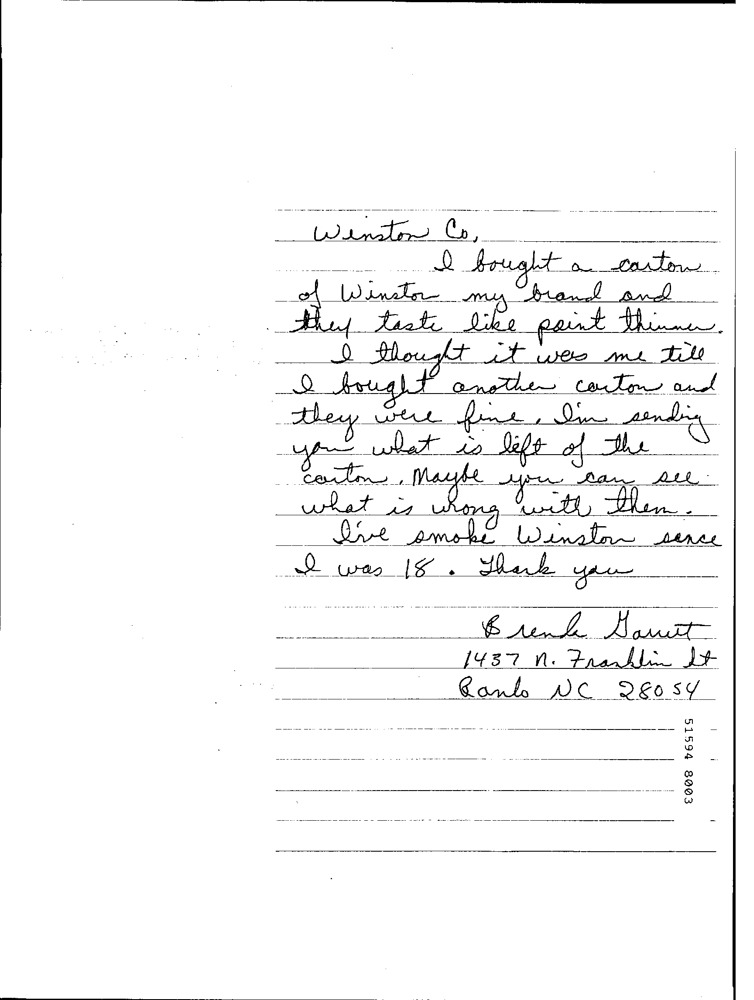 Winston Co,
I bought a carton
of Winston my brand and
they taste like paint thinner.
I thought it was me till
I bought another carton and
they were fine, I'm sending
you what is left of the
carton. Maybe you can see
what is wrong with them.
I've smoke Winston sence
I was 18. Thank you
Brenda
1437 N. Franklin St
Ranlo NC 28054
51594 8003